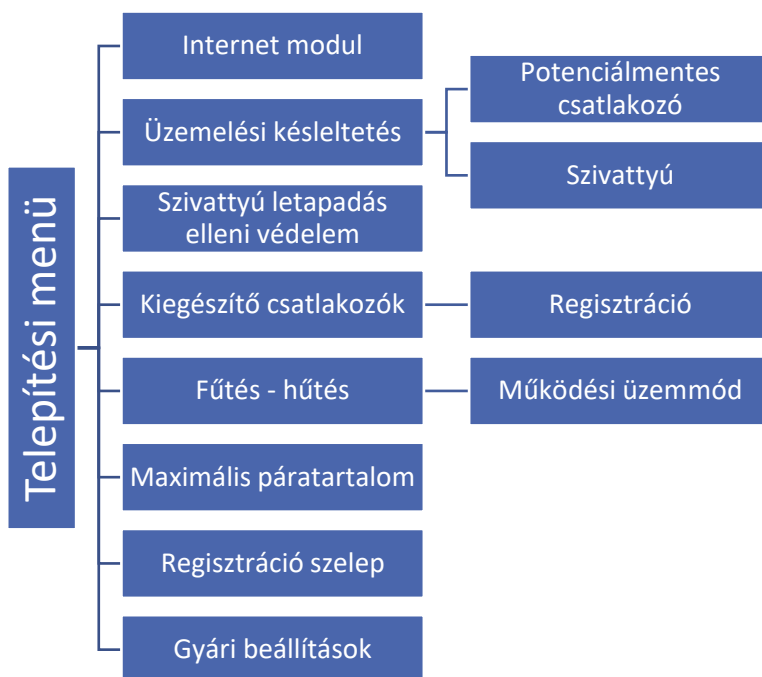 Telepítési menü
Internet modul
Üzemelési késleltetés
Potenciálmentes
csatlakozó
Szivattyú
Szivattyú letapadás
elleni védelem
Kiegészítő csatlakozók
Regisztráció
Fűtés - hűtés
Működési üzemmód
Maximális páratartalom
Regisztráció szelep
Gyári beállítások